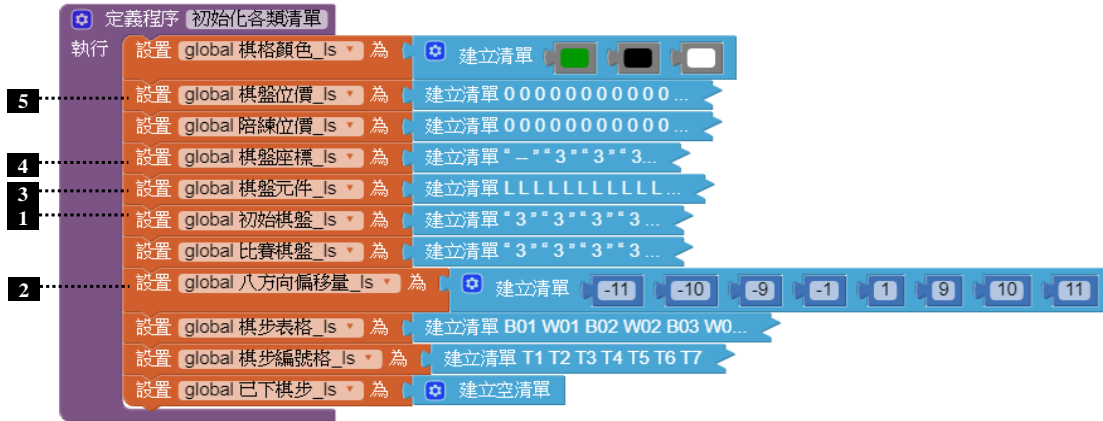 定義程序 初始化各類清單
執行 設置 global 棋格顏色_ls 為 建立清單
5 設置 global 棋盤位價_ls 為 建立清單 0 0 0 0 0 0 0 0 0 0 0 ...
設置 global 陪練位價_ls 為 建立清單 0 0 0 0 0 0 0 0 0 0 0 ...
4 設置 global 棋盤座標_ls 為 建立清單 “ -- ” “ 3 ” “ 3 ” “ 3...
3 設置 global 棋盤元件_ls 為 建立清單 L L L L L L L L L L L ...
1 設置 global 初始棋盤_ls 為 建立清單 “ 3 ” “ 3 ” “ 3 ” “ 3 ...
設置 global 比賽棋盤_ls 為 建立清單 “ 3 ” “ 3 ” “ 3 ” “ 3 ...
2 設置 global 八方向偏移量_ls 為 建立清單 -11 -10 -9 -1 1 9 10 11
設置 global 棋步表格_ls 為 建立清單 B01 W01 B02 W02 B03 W0...
設置 global 棋步編號格_ls 為 建立清單 T1 T2 T3 T4 T5 T6 T7
設置 global 已下棋步_ls 為 建立空清單